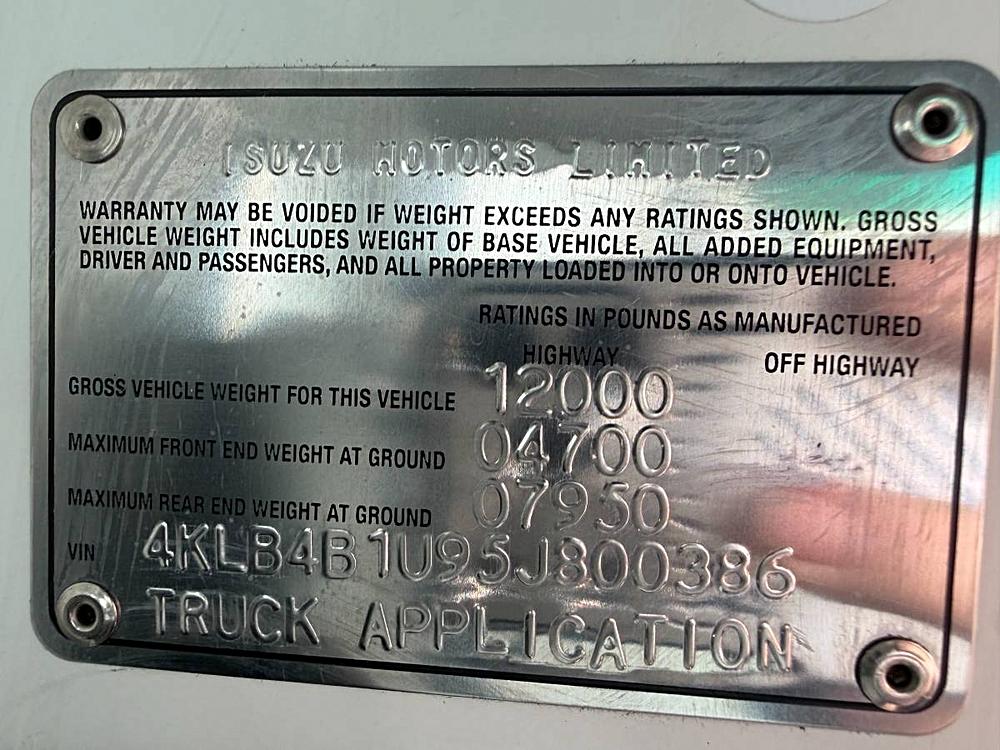 ISUZU MOTORS LIMITED
WARRANTY MAY BE VOIDED IF WEIGHT EXCEEDS ANY RATINGS SHOWN. GROSS
VEHICLE WEIGHT INCLUDES WEIGHT OF BASE VEHICLE, ALL ADDED EQUIPMENT,
DRIVER AND PASSENGERS, AND ALL PROPERTY LOADED INTO OR ONTO VEHICLE.
RATINGS IN POUNDS AS MANUFACTURED
HIGHWAY OFF HIGHWAY
GROSS VEHICLE WEIGHT FOR THIS VEHICLE 12000
MAXIMUM FRONT END WEIGHT AT GROUND 04700
MAXIMUM REAR END WEIGHT AT GROUND 07950
VIN 4KLB4B1U95J800386
TRUCK APPLICATION